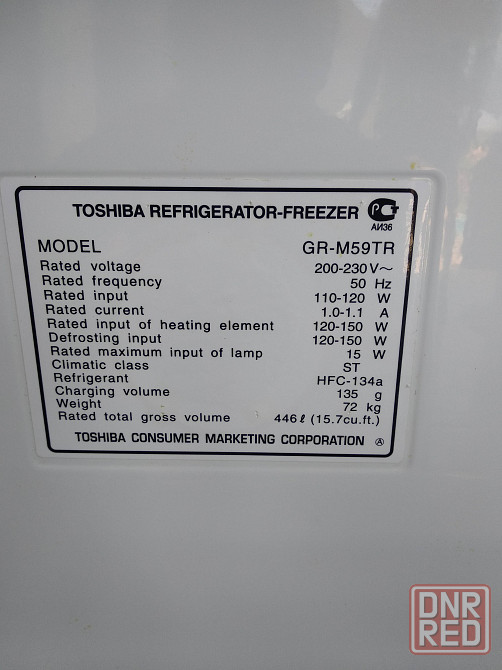 TOSHIBA REFRIGERATOR-FREEZER
АИ36
MODEL GR-M59TR
Rated voltage 200-230 V~
Rated frequency 50 Hz
Rated input 110-120 W
Rated current 1.0-1.1 A
Rated input of heating element 120-150 W
Defrosting input 120-150 W
Rated maximum input of lamp 15 W
Climatic class ST
Refrigerant HFC-134a
Charging volume 135 g
Weight 72 kg
Rated total gross volume 446ℓ (15.7cu.ft.)
TOSHIBA CONSUMER MARKETING CORPORATION Ⓐ
DNR
RED